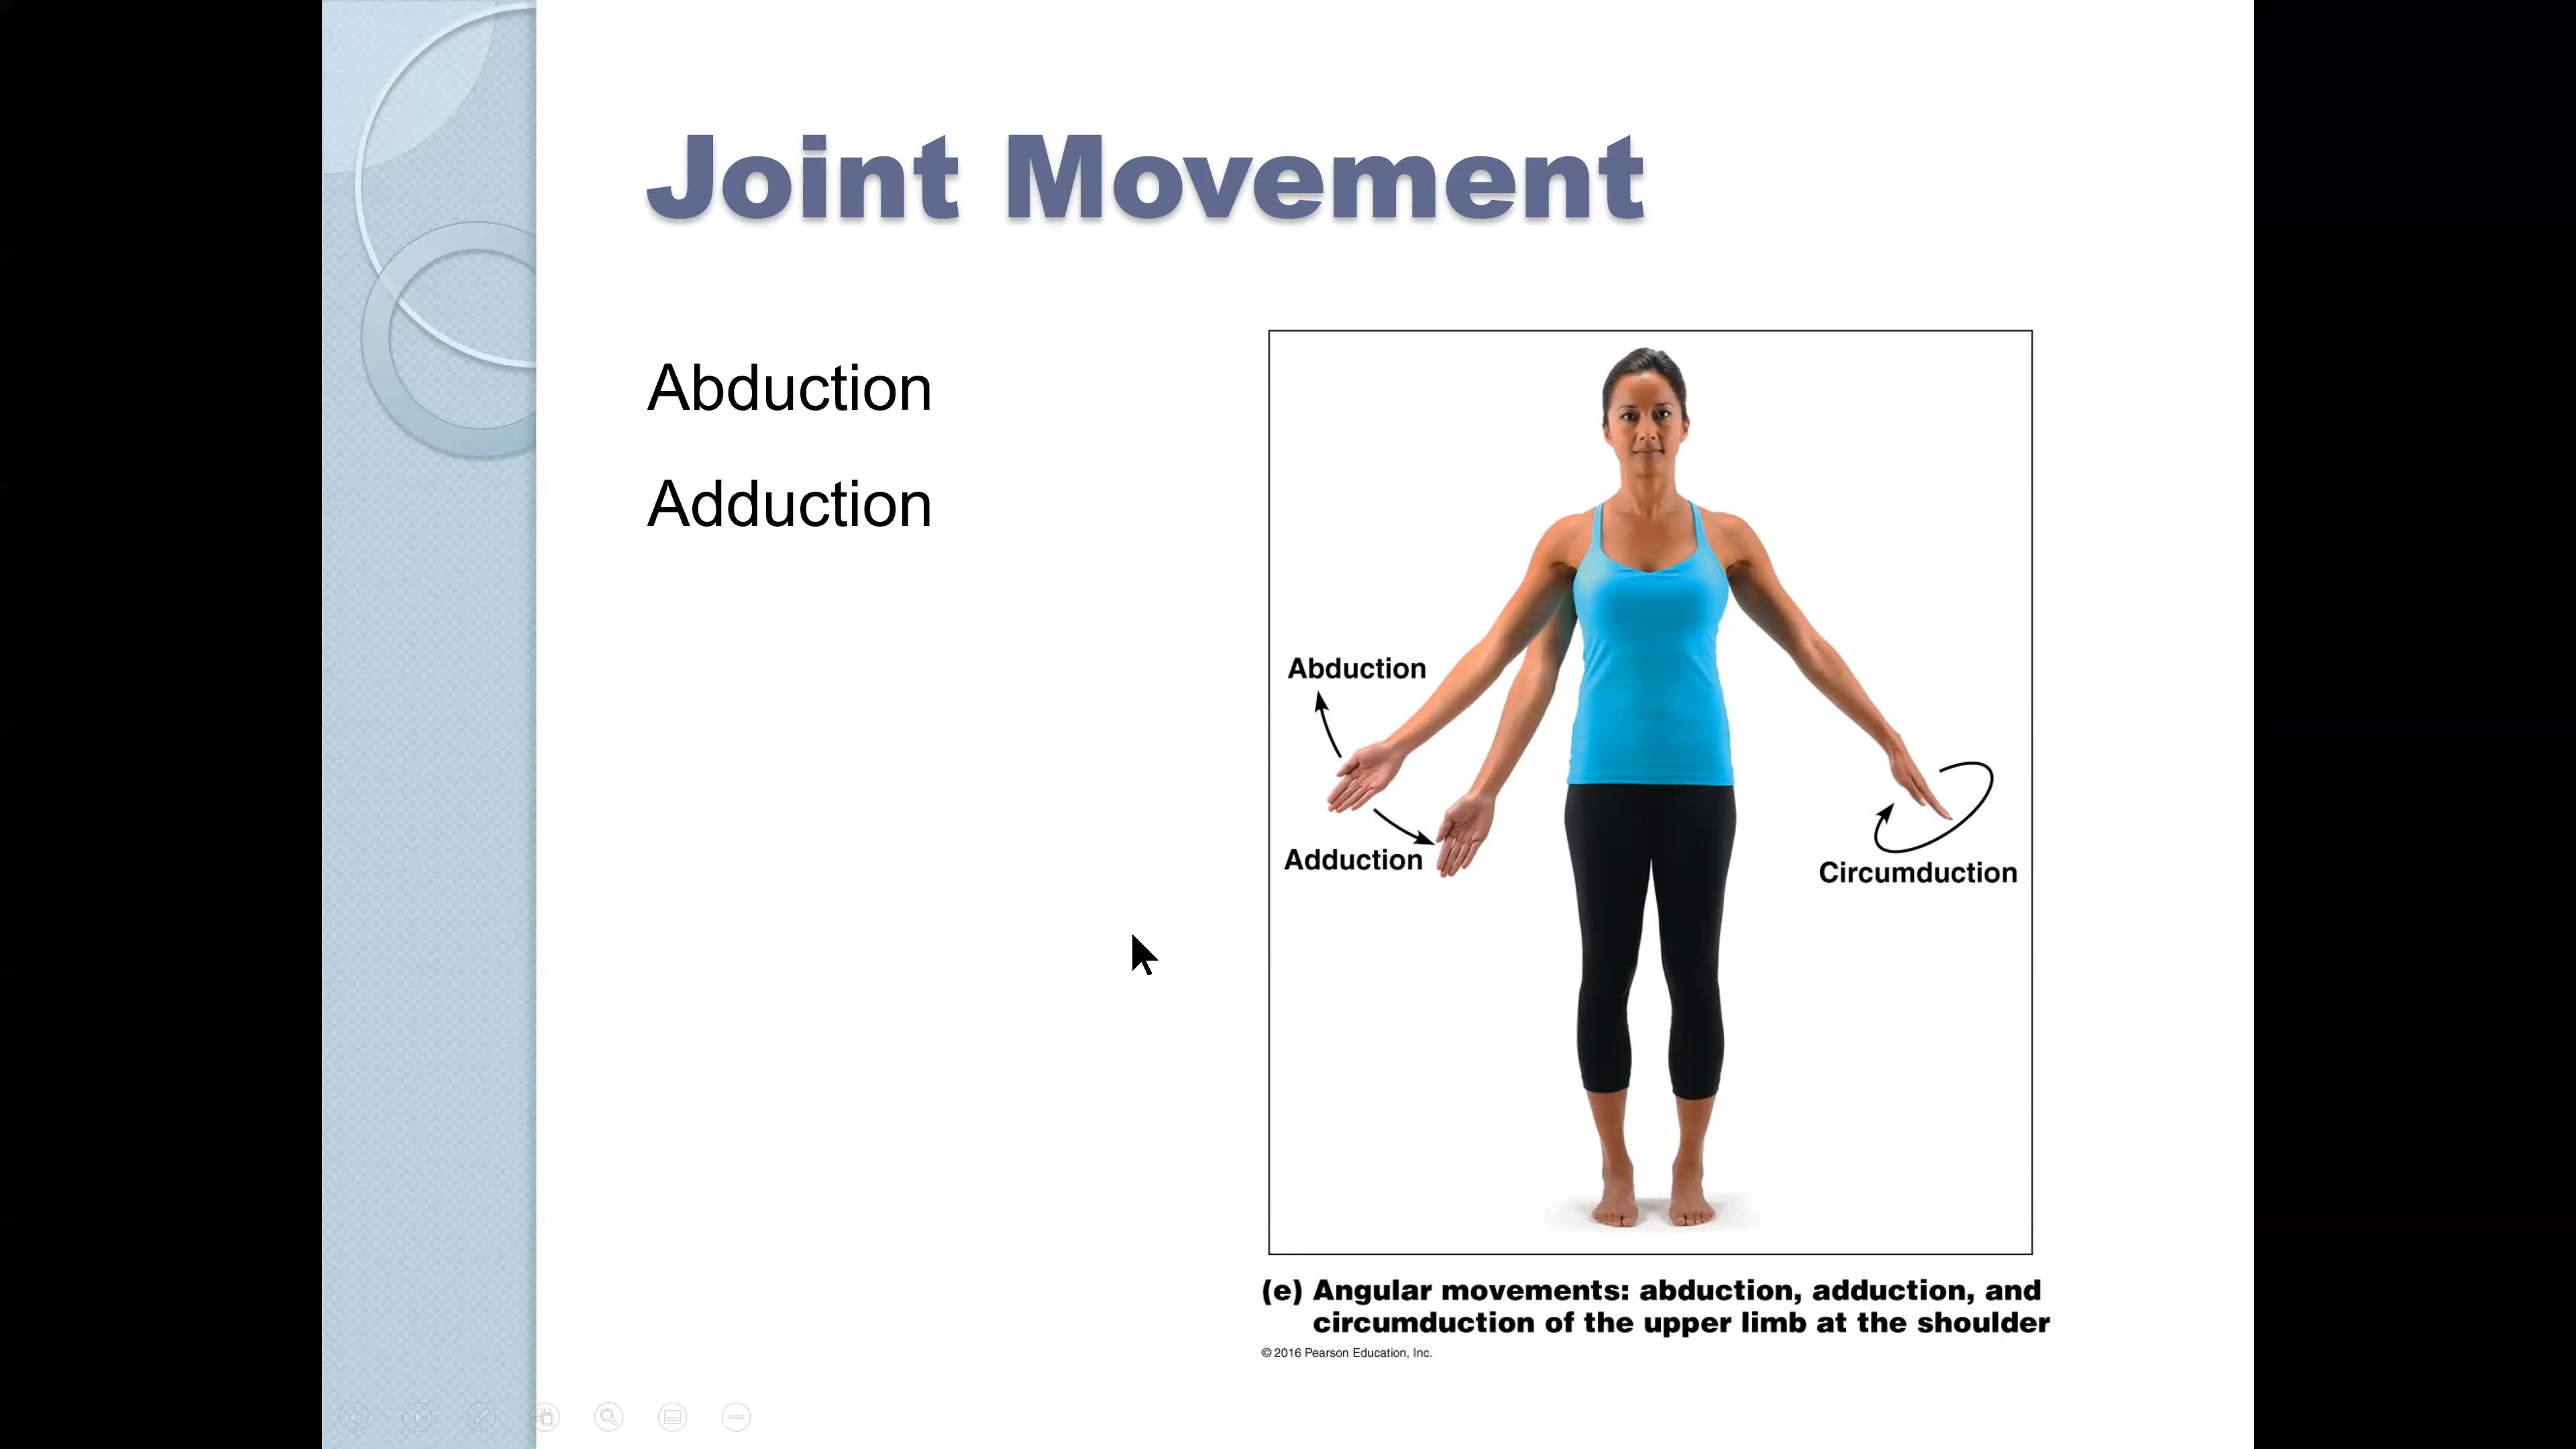 Joint Movement
Abduction
Adduction
Abduction
Adduction
Circumduction
(e) Angular movements: abduction, adduction, and
circumduction of the upper limb at the shoulder
© 2016 Pearson Education, Inc.